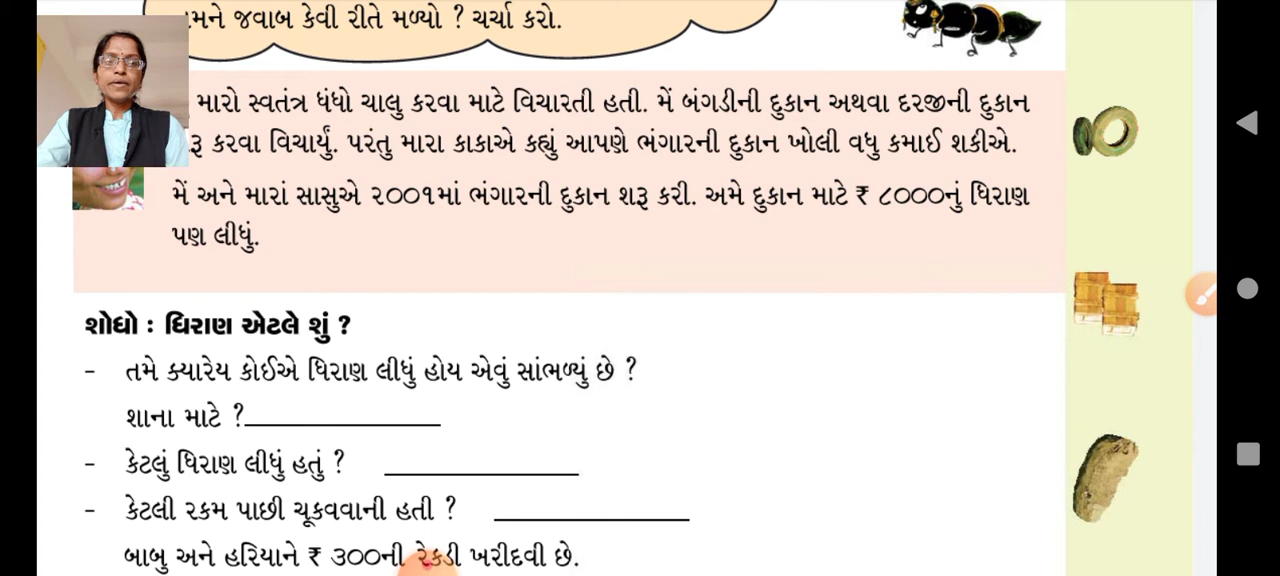 જવાબ કેવી રીતે મળ્યો ? ચર્ચા કરો.
મારો સ્વતંત્ર ધંધો ચાલુ કરવા માટે વિચારતી હતી. મેં બંગડીની દુકાન અથવા દરજીની દુકાન
કરવા વિચાર્યું. પરંતુ મારા કાકાએ કહ્યું આપણે ભંગારની દુકાન ખોલી વધુ કમાઈ શકીએ.
મેં અને મારાં સાસુએ ૨૦૦૧માં ભંગારની દુકાન શરૂ કરી. અમે દુકાન માટે ₹ ૮૦૦૦નું ધિરાણ
પણ લીધું.
શોધો : ધિરાણ એટલે શું ?
- તમે ક્યારેય કોઈએ ધિરાણ લીધું હોય એવું સાંભળ્યું છે ?
શાના માટે ?
- કેટલું ધિરાણ લીધું હતું ?
- કેટલી રકમ પાછી ચૂકવવાની હતી ?
બાબુ અને હરિયાને ₹ ૩૦૦ની રેકડી ખરીદવી છે.